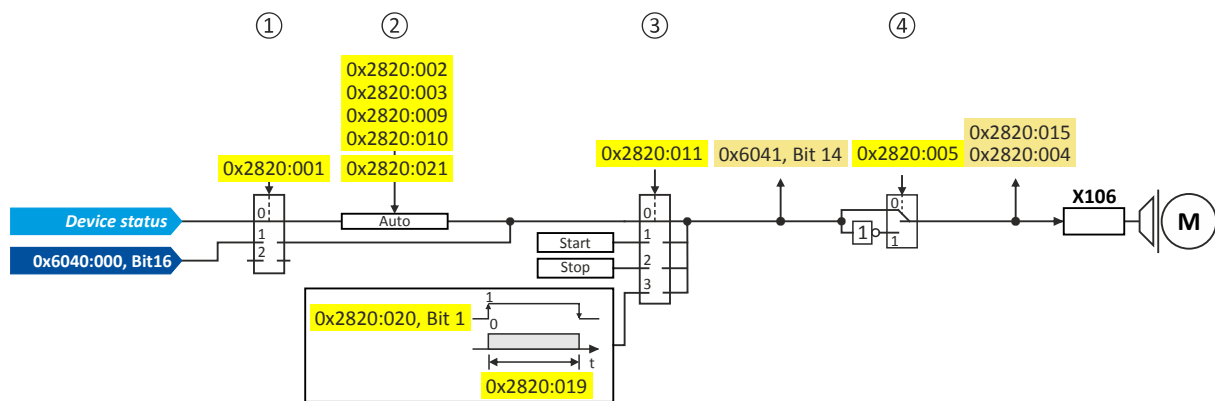 ① ② ③ ④
0x2820:002
0x2820:003
0x2820:009
0x2820:010
0x2820:001
0x2820:021
0x2820:011
0x6041, Bit 14
0x2820:005
0x2820:015
0x2820:004
X106
Device status
0
Auto
0
0
1
1
M
0x6040:000, Bit16
1
2
Start
1
Stop
2
3
0x2820:020, Bit 1
1
0
t
0x2820:019